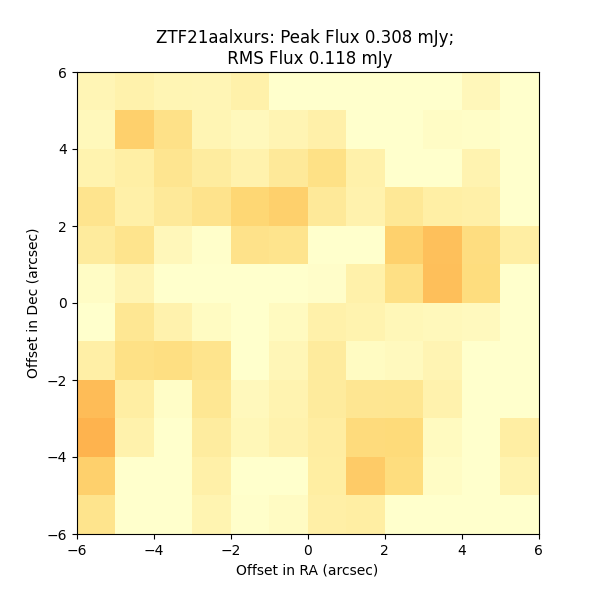 ZTF21aalxurs: Peak Flux 0.308 mJy;
RMS Flux 0.118 mJy
6
4
2
0
−2
−4
−6
Offset in Dec (arcsec)
−6 −4 −2 0 2 4 6
Offset in RA (arcsec)